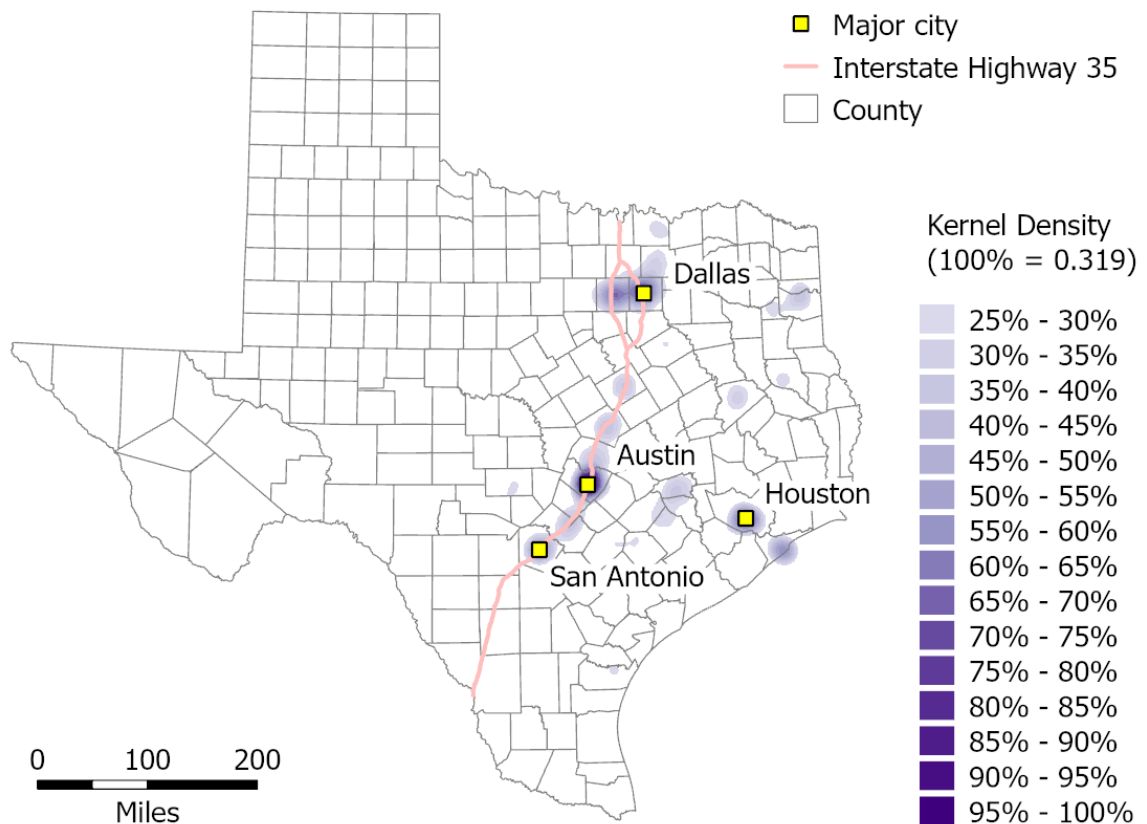 Major city
Interstate Highway 35
County
Kernel Density
(100% = 0.319)
25% - 30%
30% - 35%
35% - 40%
40% - 45%
45% - 50%
50% - 55%
55% - 60%
60% - 65%
65% - 70%
70% - 75%
75% - 80%
80% - 85%
85% - 90%
90% - 95%
95% - 100%
Dallas
Austin
Houston
San Antonio
0 100 200
Miles